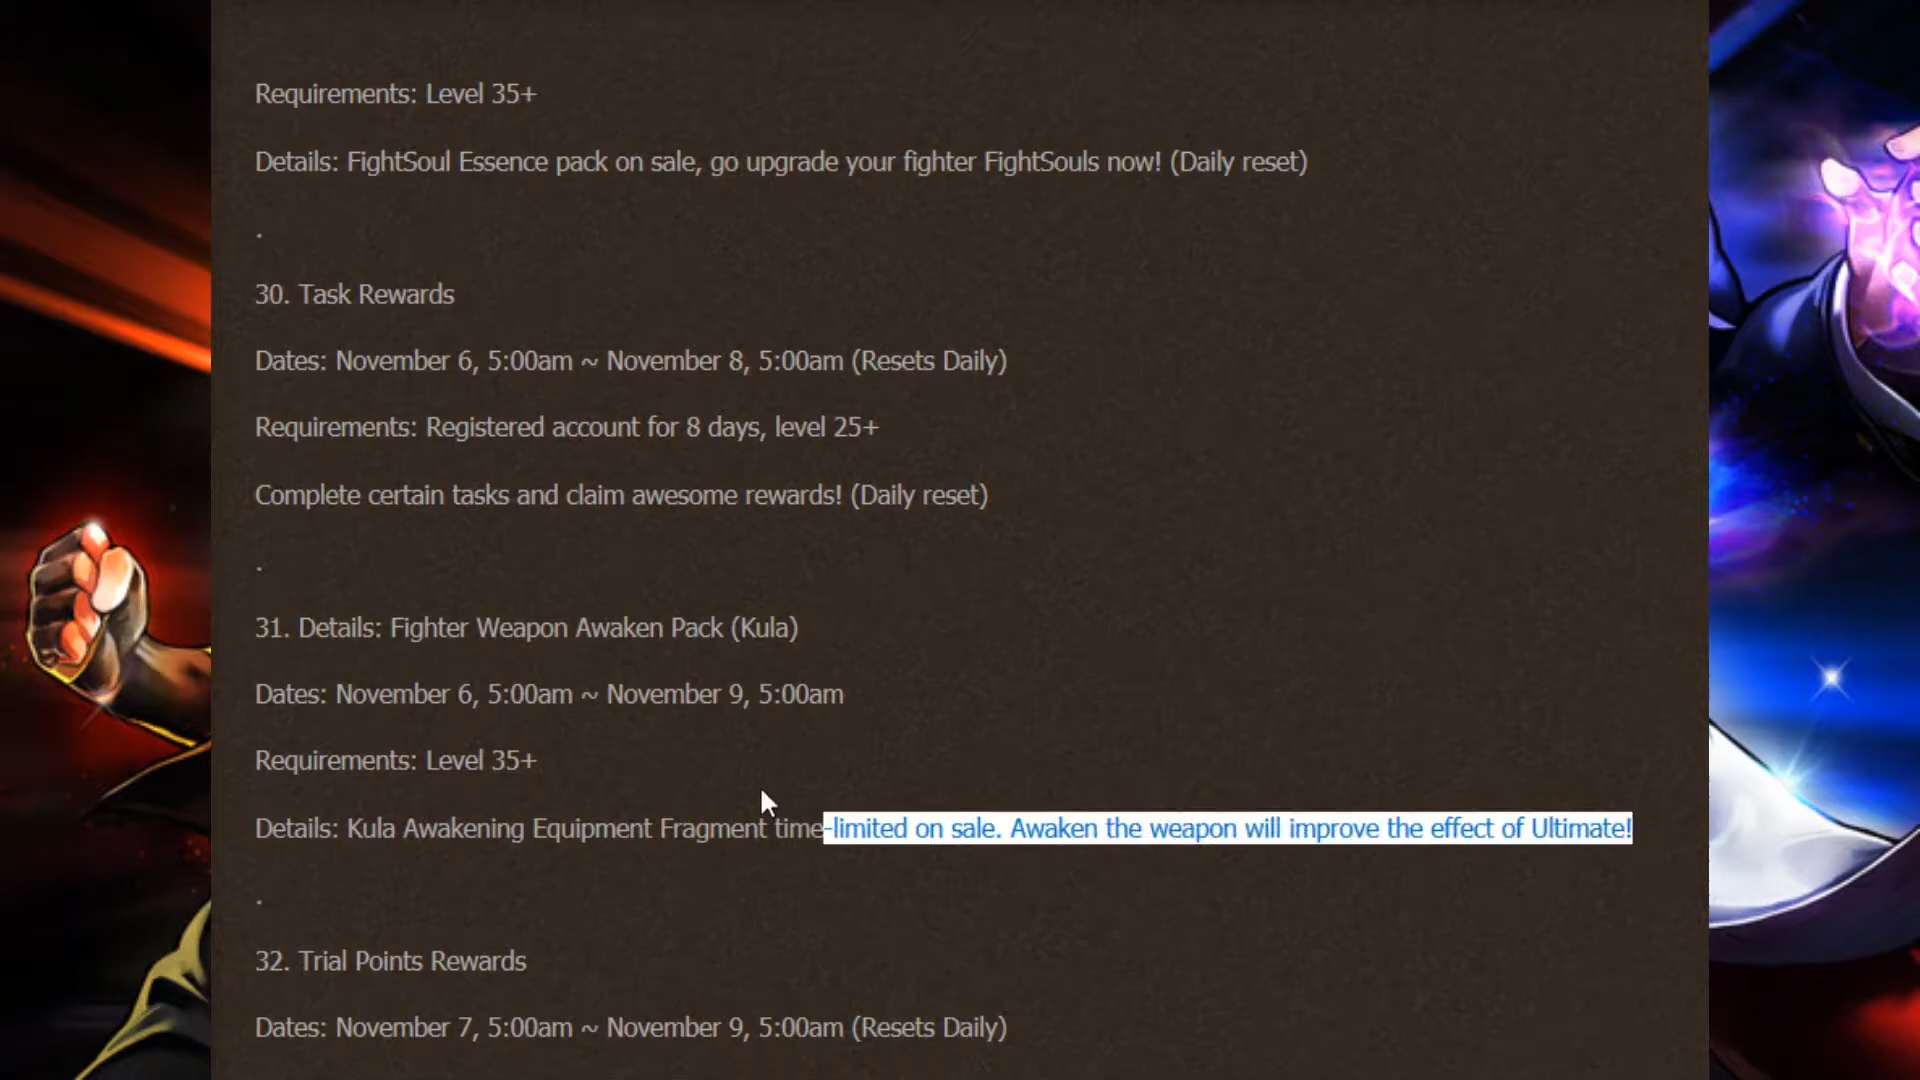 Requirements: Level 35+
Details: FightSoul Essence pack on sale, go upgrade your fighter FightSouls now! (Daily reset)
.
30. Task Rewards
Dates: November 6, 5:00am ~ November 8, 5:00am (Resets Daily)
Requirements: Registered account for 8 days, level 25+
Complete certain tasks and claim awesome rewards! (Daily reset)
.
31. Details: Fighter Weapon Awaken Pack (Kula)
Dates: November 6, 5:00am ~ November 9, 5:00am
Requirements: Level 35+
Details: Kula Awakening Equipment Fragment time-limited on sale. Awaken the weapon will improve the effect of Ultimate!
.
32. Trial Points Rewards
Dates: November 7, 5:00am ~ November 9, 5:00am (Resets Daily)